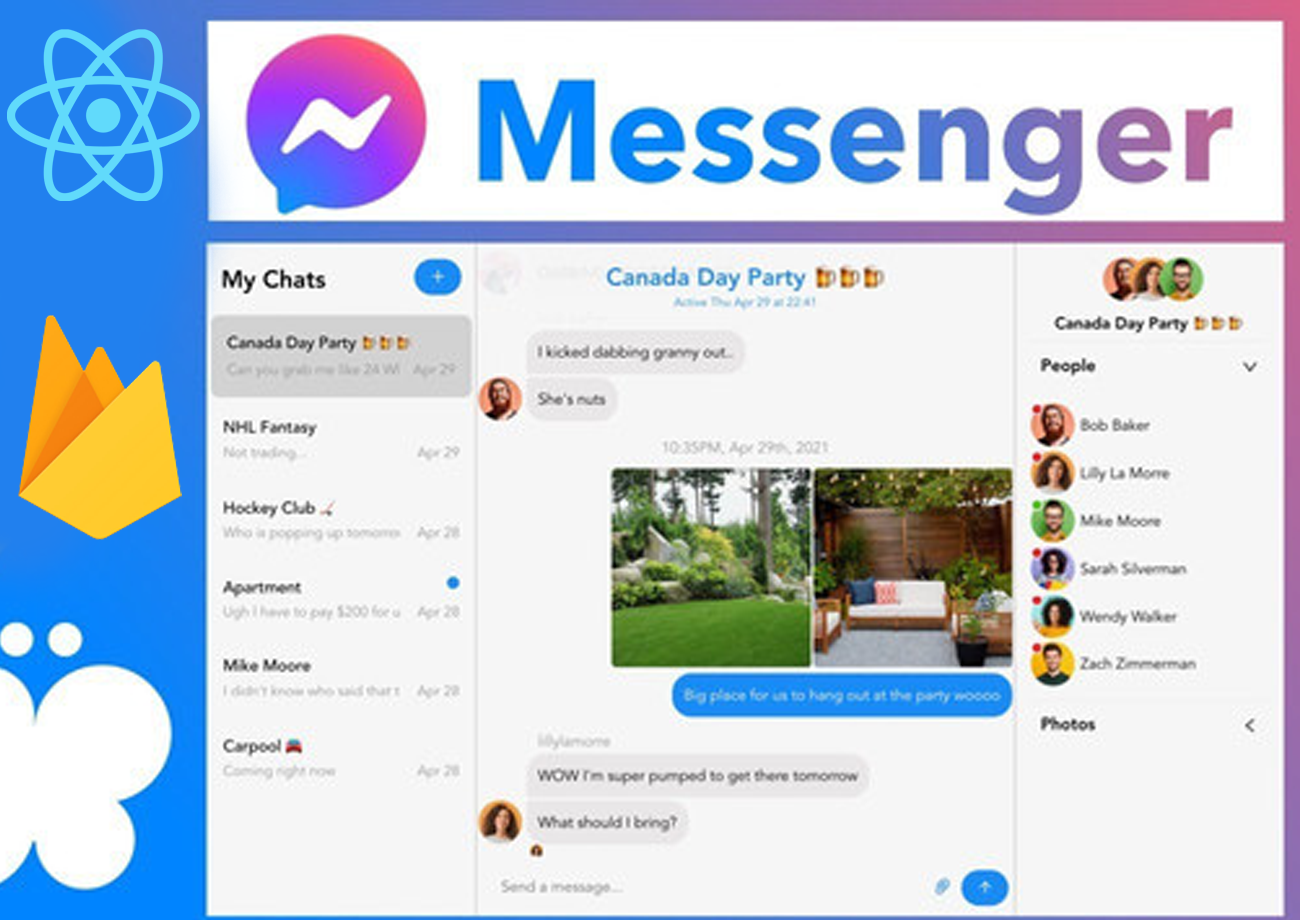 Messenger
My Chats
+
Canada Day Party 🍻🍻🍻
Can you grab me like 24 Wi Apr 29
NHL Fantasy
Not trading... Apr 29
Hockey Club 🏒
Who is popping up tomorro Apr 28
Apartment
Ugh I have to pay $200 for u Apr 28
Mike Moore
I didn't know who said that t Apr 28
Carpool 🚘
Coming right now Apr 28
Canada Day Party 🍺🍺🍺
Active Thu Apr 29 at 22:41
I kicked dabbing granny out..
She's nuts
10:35PM, Apr 29th, 2021
Big place for us to hang out at the party woooo
lillylamorre
WOW I'm super pumped to get there tomorrow
What should I bring?
Send a message...
Canada Day Party 🍺🍺🍺
People
Bob Baker
Lilly La Morre
Mike Moore
Sarah Silverman
Wendy Walker
Zach Zimmerman
Photos